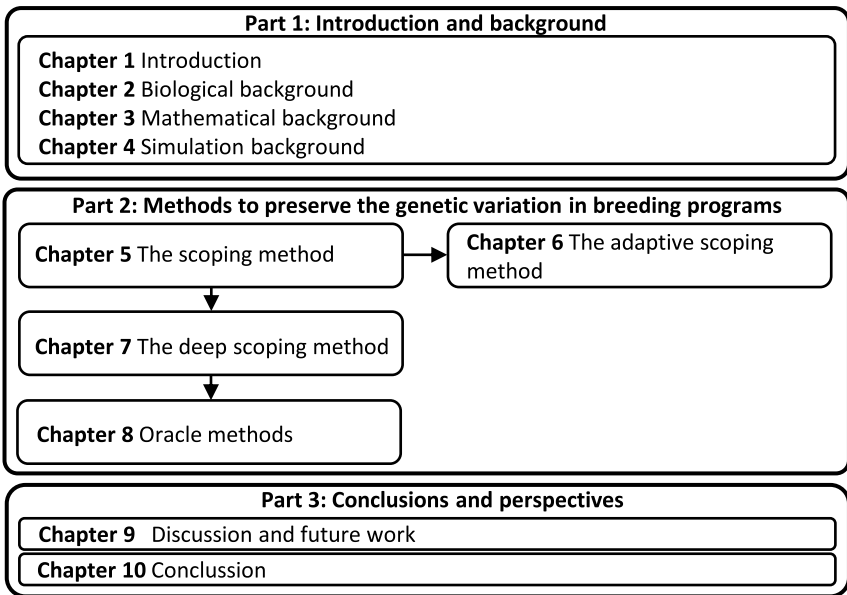 Part 1: Introduction and background
Chapter 1 Introduction
Chapter 2 Biological background
Chapter 3 Mathematical background
Chapter 4 Simulation background
Part 2: Methods to preserve the genetic variation in breeding programs
Chapter 5 The scoping method
Chapter 6 The adaptive scoping
method
Chapter 7 The deep scoping method
Chapter 8 Oracle methods
Part 3: Conclusions and perspectives
Chapter 9 Discussion and future work
Chapter 10 Conclussion